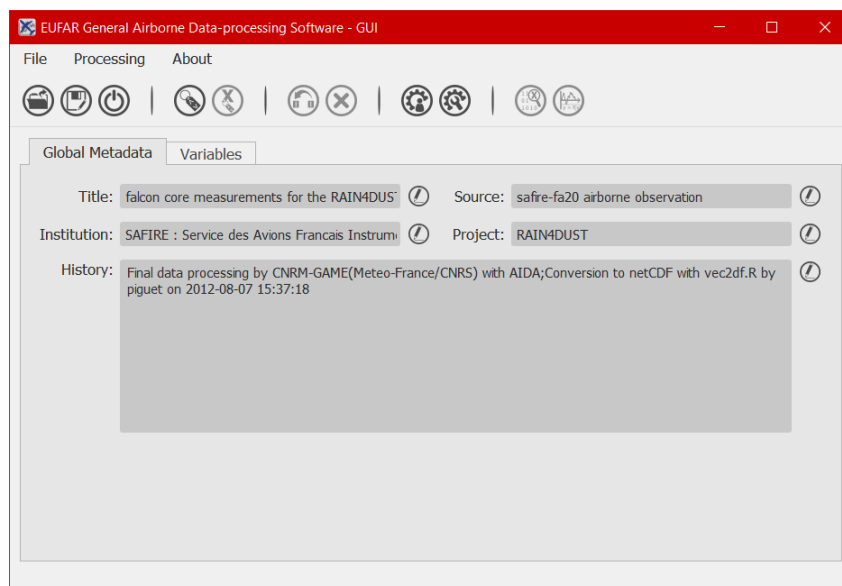 EUFAR General Airborne Data-processing Software - GUI
File Processing About
Global Metadata Variables
Title: falcon core measurements for the RAIN4DUST Source: safire-fa20 airborne observation
Institution: SAFIRE : Service des Avions Francais Instrum Project: RAIN4DUST
History: Final data processing by CNRM-GAME(Meteo-France/CNRS) with AIDA;Conversion to netCDF with vec2df.R by
piguet on 2012-08-07 15:37:18